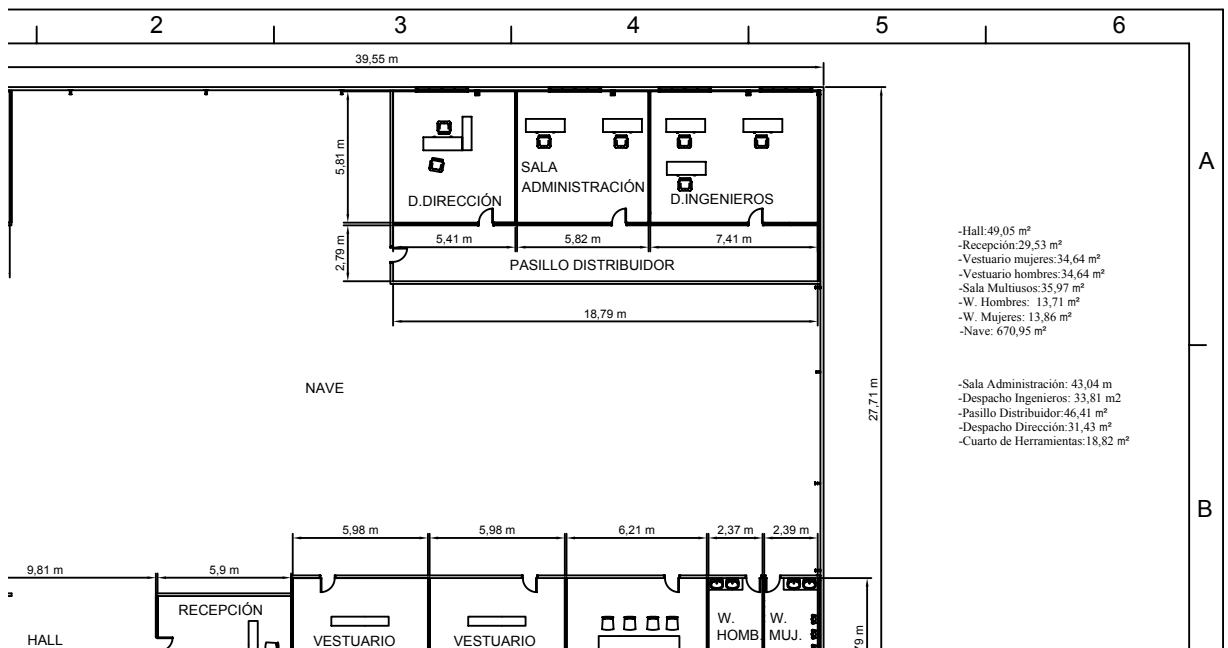 2 3 4 5 6
39,55 m
A
5,81 m
SALA
ADMINISTRACIÓN
D.DIRECCIÓN
D.INGENIEROS
5,41 m
5,82 m
7,41 m
2,79 m
PASILLO DISTRIBUIDOR
18,79 m
-Hall:49,05 m²
-Recepción:29,53 m²
-Vestuario mujeres:34,64 m²
-Vestuario hombres:34,64 m²
-Sala Multiusos:35,97 m²
-W. Hombres: 13,71 m²
-W. Mujeres: 13,86 m²
-Nave: 670,95 m²
NAVE
27,71 m
-Sala Administración: 43,04 m
-Despacho Ingenieros: 33,81 m2
-Pasillo Distribuidor:46,41 m²
-Despacho Dirección:31,43 m²
-Cuarto de Herramientas:18,82 m²
B
5,98 m
5,98 m
6,21 m
2,37 m
2,39 m
9,81 m
5,9 m
RECEPCIÓN
HALL
VESTUARIO
VESTUARIO
W.
HOMB.
W.
MUJ.